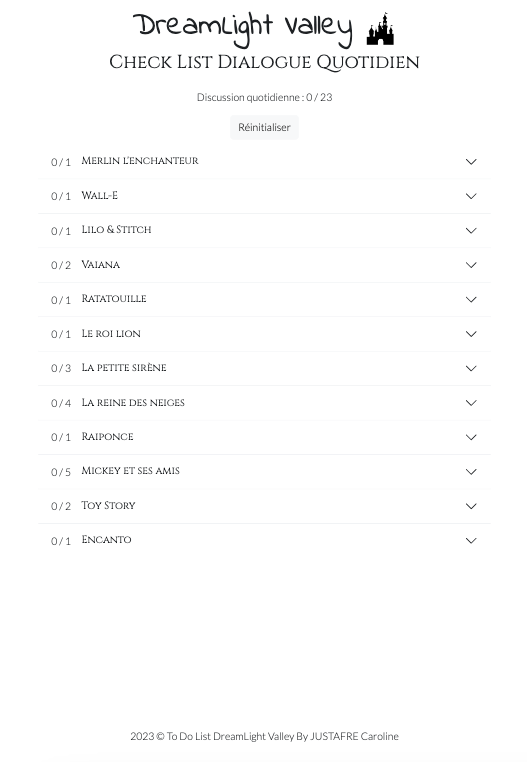 DreamLight Valley
Check List Dialogue Quotidien
Discussion quotidienne : 0 / 23
Réinitialiser
0 / 1 Merlin l'enchanteur
0 / 1 Wall-E
0 / 1 Lilo & Stitch
0 / 2 Vaiana
0 / 1 Ratatouille
0 / 1 Le roi lion
0 / 3 La petite sirène
0 / 4 La reine des neiges
0 / 1 Raiponce
0 / 5 Mickey et ses amis
0 / 2 Toy Story
0 / 1 Encanto
2023 © To Do List DreamLight Valley By JUSTAFRE Caroline